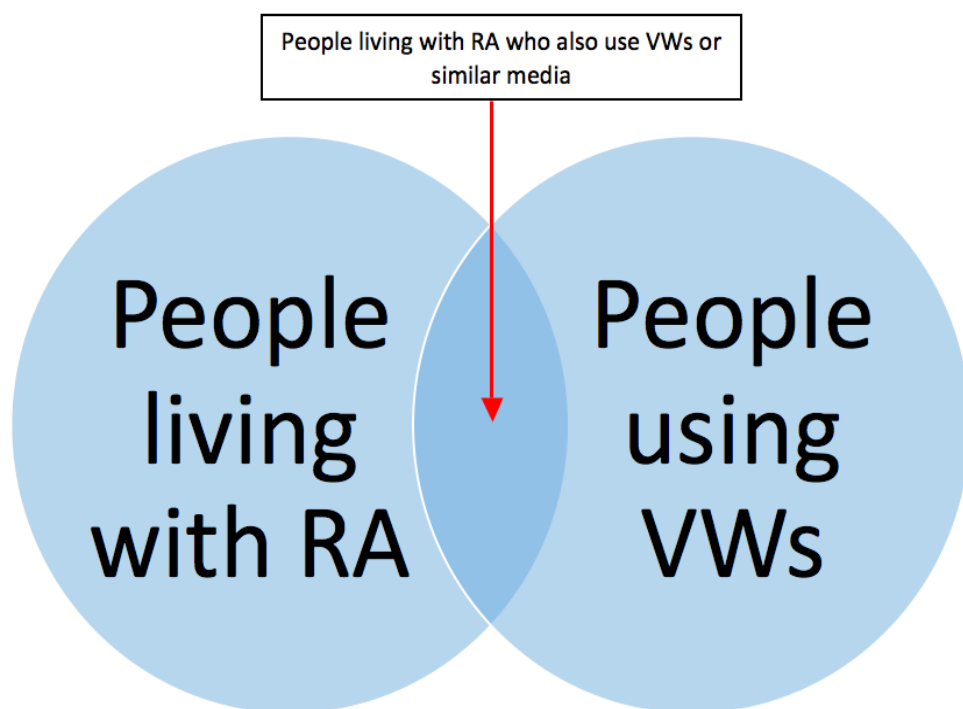 People living with RA who also use VWs or
similar media
People
living
with RA
People
using
VWs